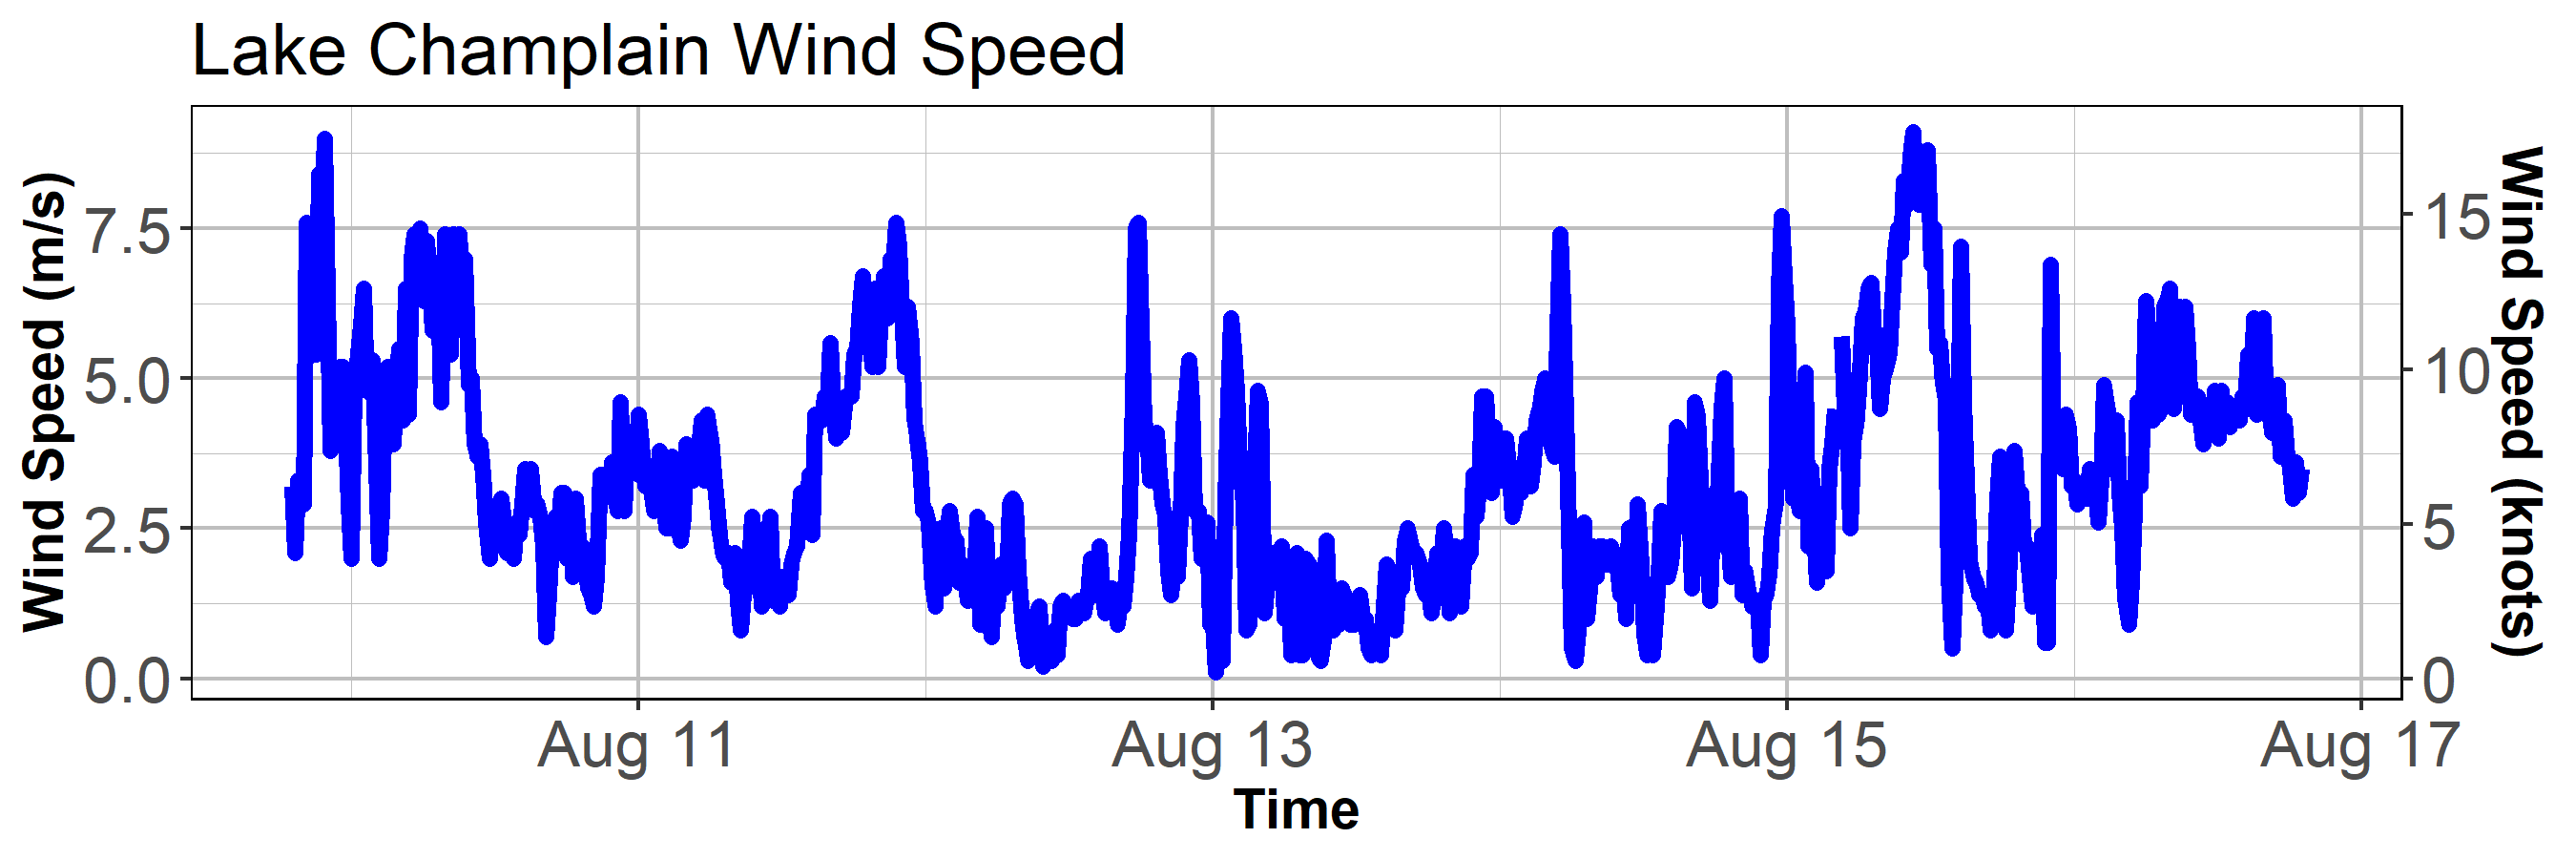 Lake Champlain Wind Speed
Wind Speed (m/s)
7.5
5.0
2.5
0.0
15
10
5
0
Wind Speed (knots)
Aug 11
Aug 13
Aug 15
Aug 17
Time